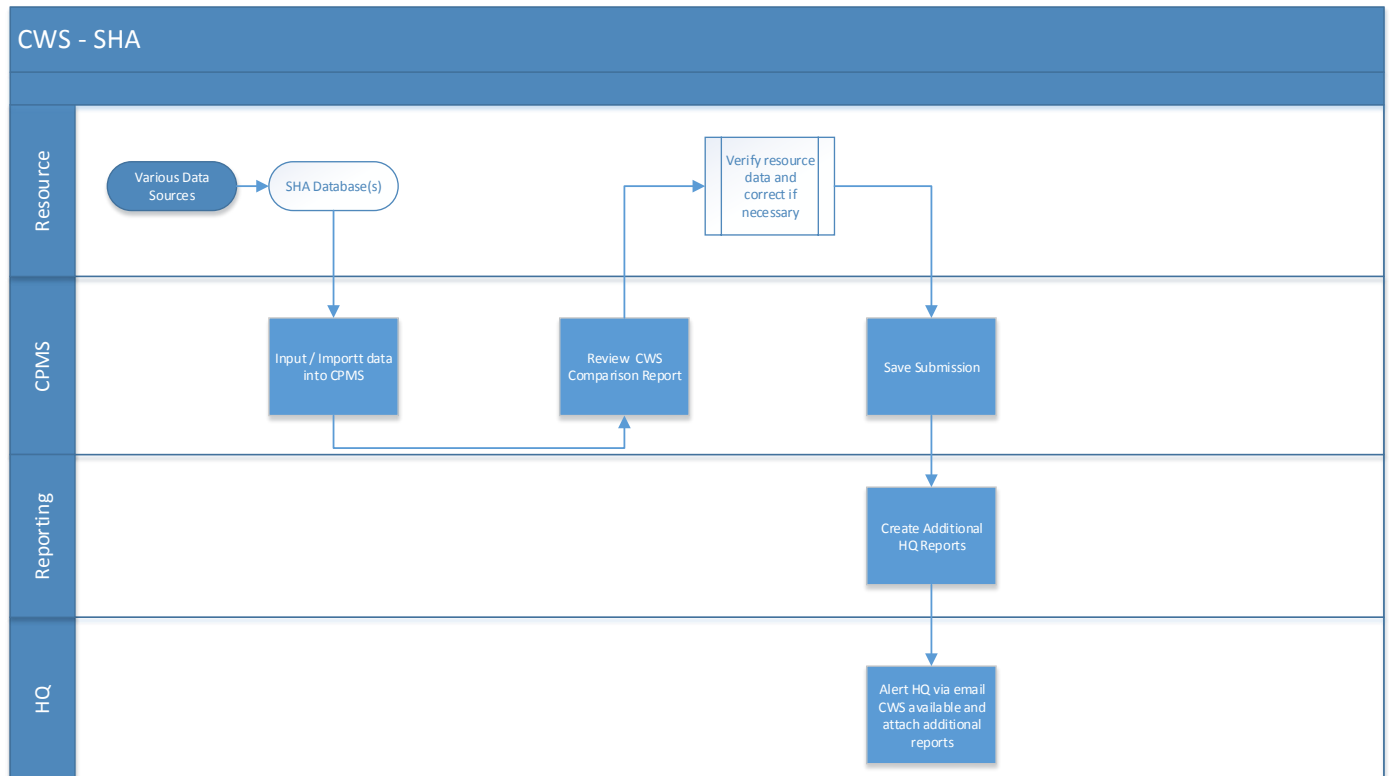 CWS - SHA
Resource
Various Data
Sources
SHA Database(s)
Verify resource
data and
correct if
necessary
CPMS
Input / Importt data
into CPMS
Review CWS
Comparison Report
Save Submission
Reporting
Create Additional
HQ Reports
HQ
Alert HQ via email
CWS available and
attach additional
reports